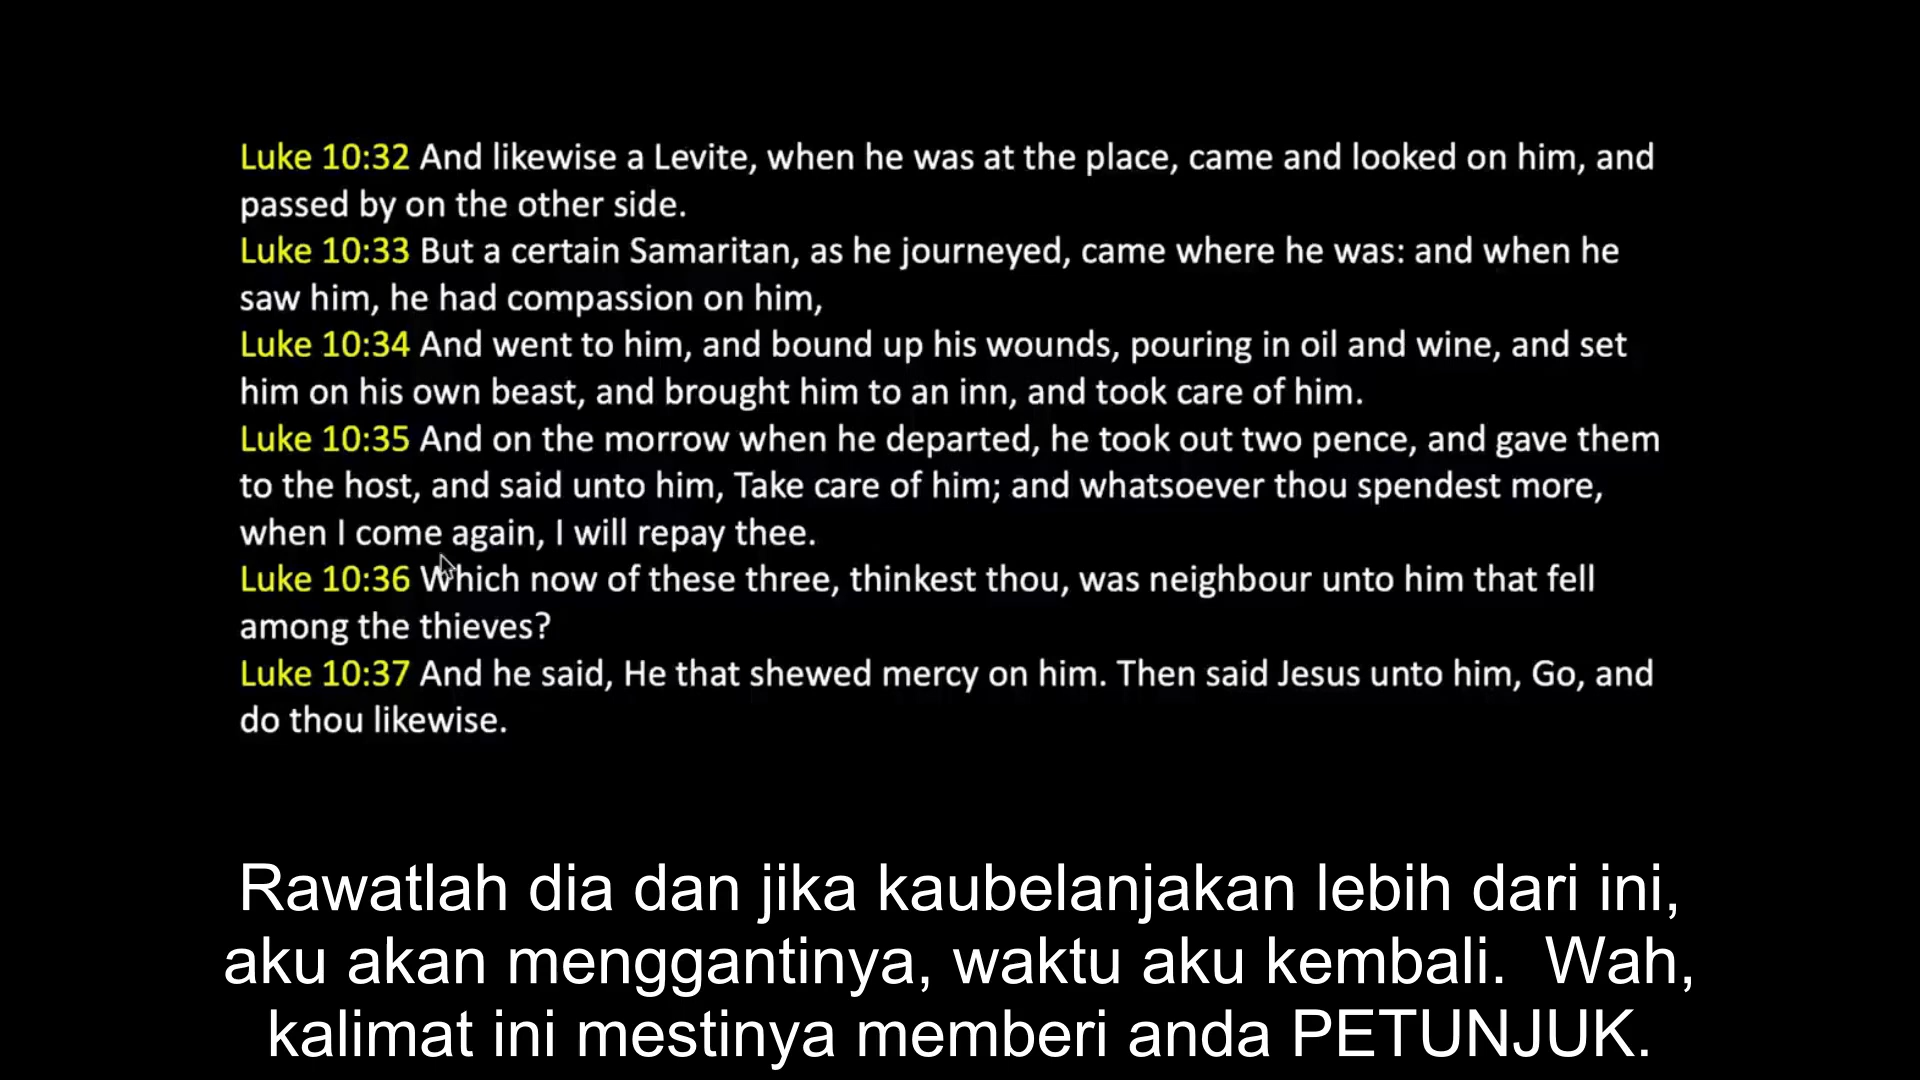 Luke 10:32 And likewise a Levite, when he was at the place, came and looked on him, and
passed by on the other side.
Luke 10:33 But a certain Samaritan, as he journeyed, came where he was: and when he
saw him, he had compassion on him,
Luke 10:34 And went to him, and bound up his wounds, pouring in oil and wine, and set
him on his own beast, and brought him to an inn, and took care of him.
Luke 10:35 And on the morrow when he departed, he took out two pence, and gave them
to the host, and said unto him, Take care of him; and whatsoever thou spendest more,
when I come again, I will repay thee.
Luke 10:36 Which now of these three, thinkest thou, was neighbour unto him that fell
among the thieves?
Luke 10:37 And he said, He that shewed mercy on him. Then said Jesus unto him, Go, and
do thou likewise.
Rawatlah dia dan jika kaubelanjakan lebih dari ini,
aku akan menggantinya, waktu aku kembali.  Wah,
kalimat ini mestinya memberi anda PETUNJUK.